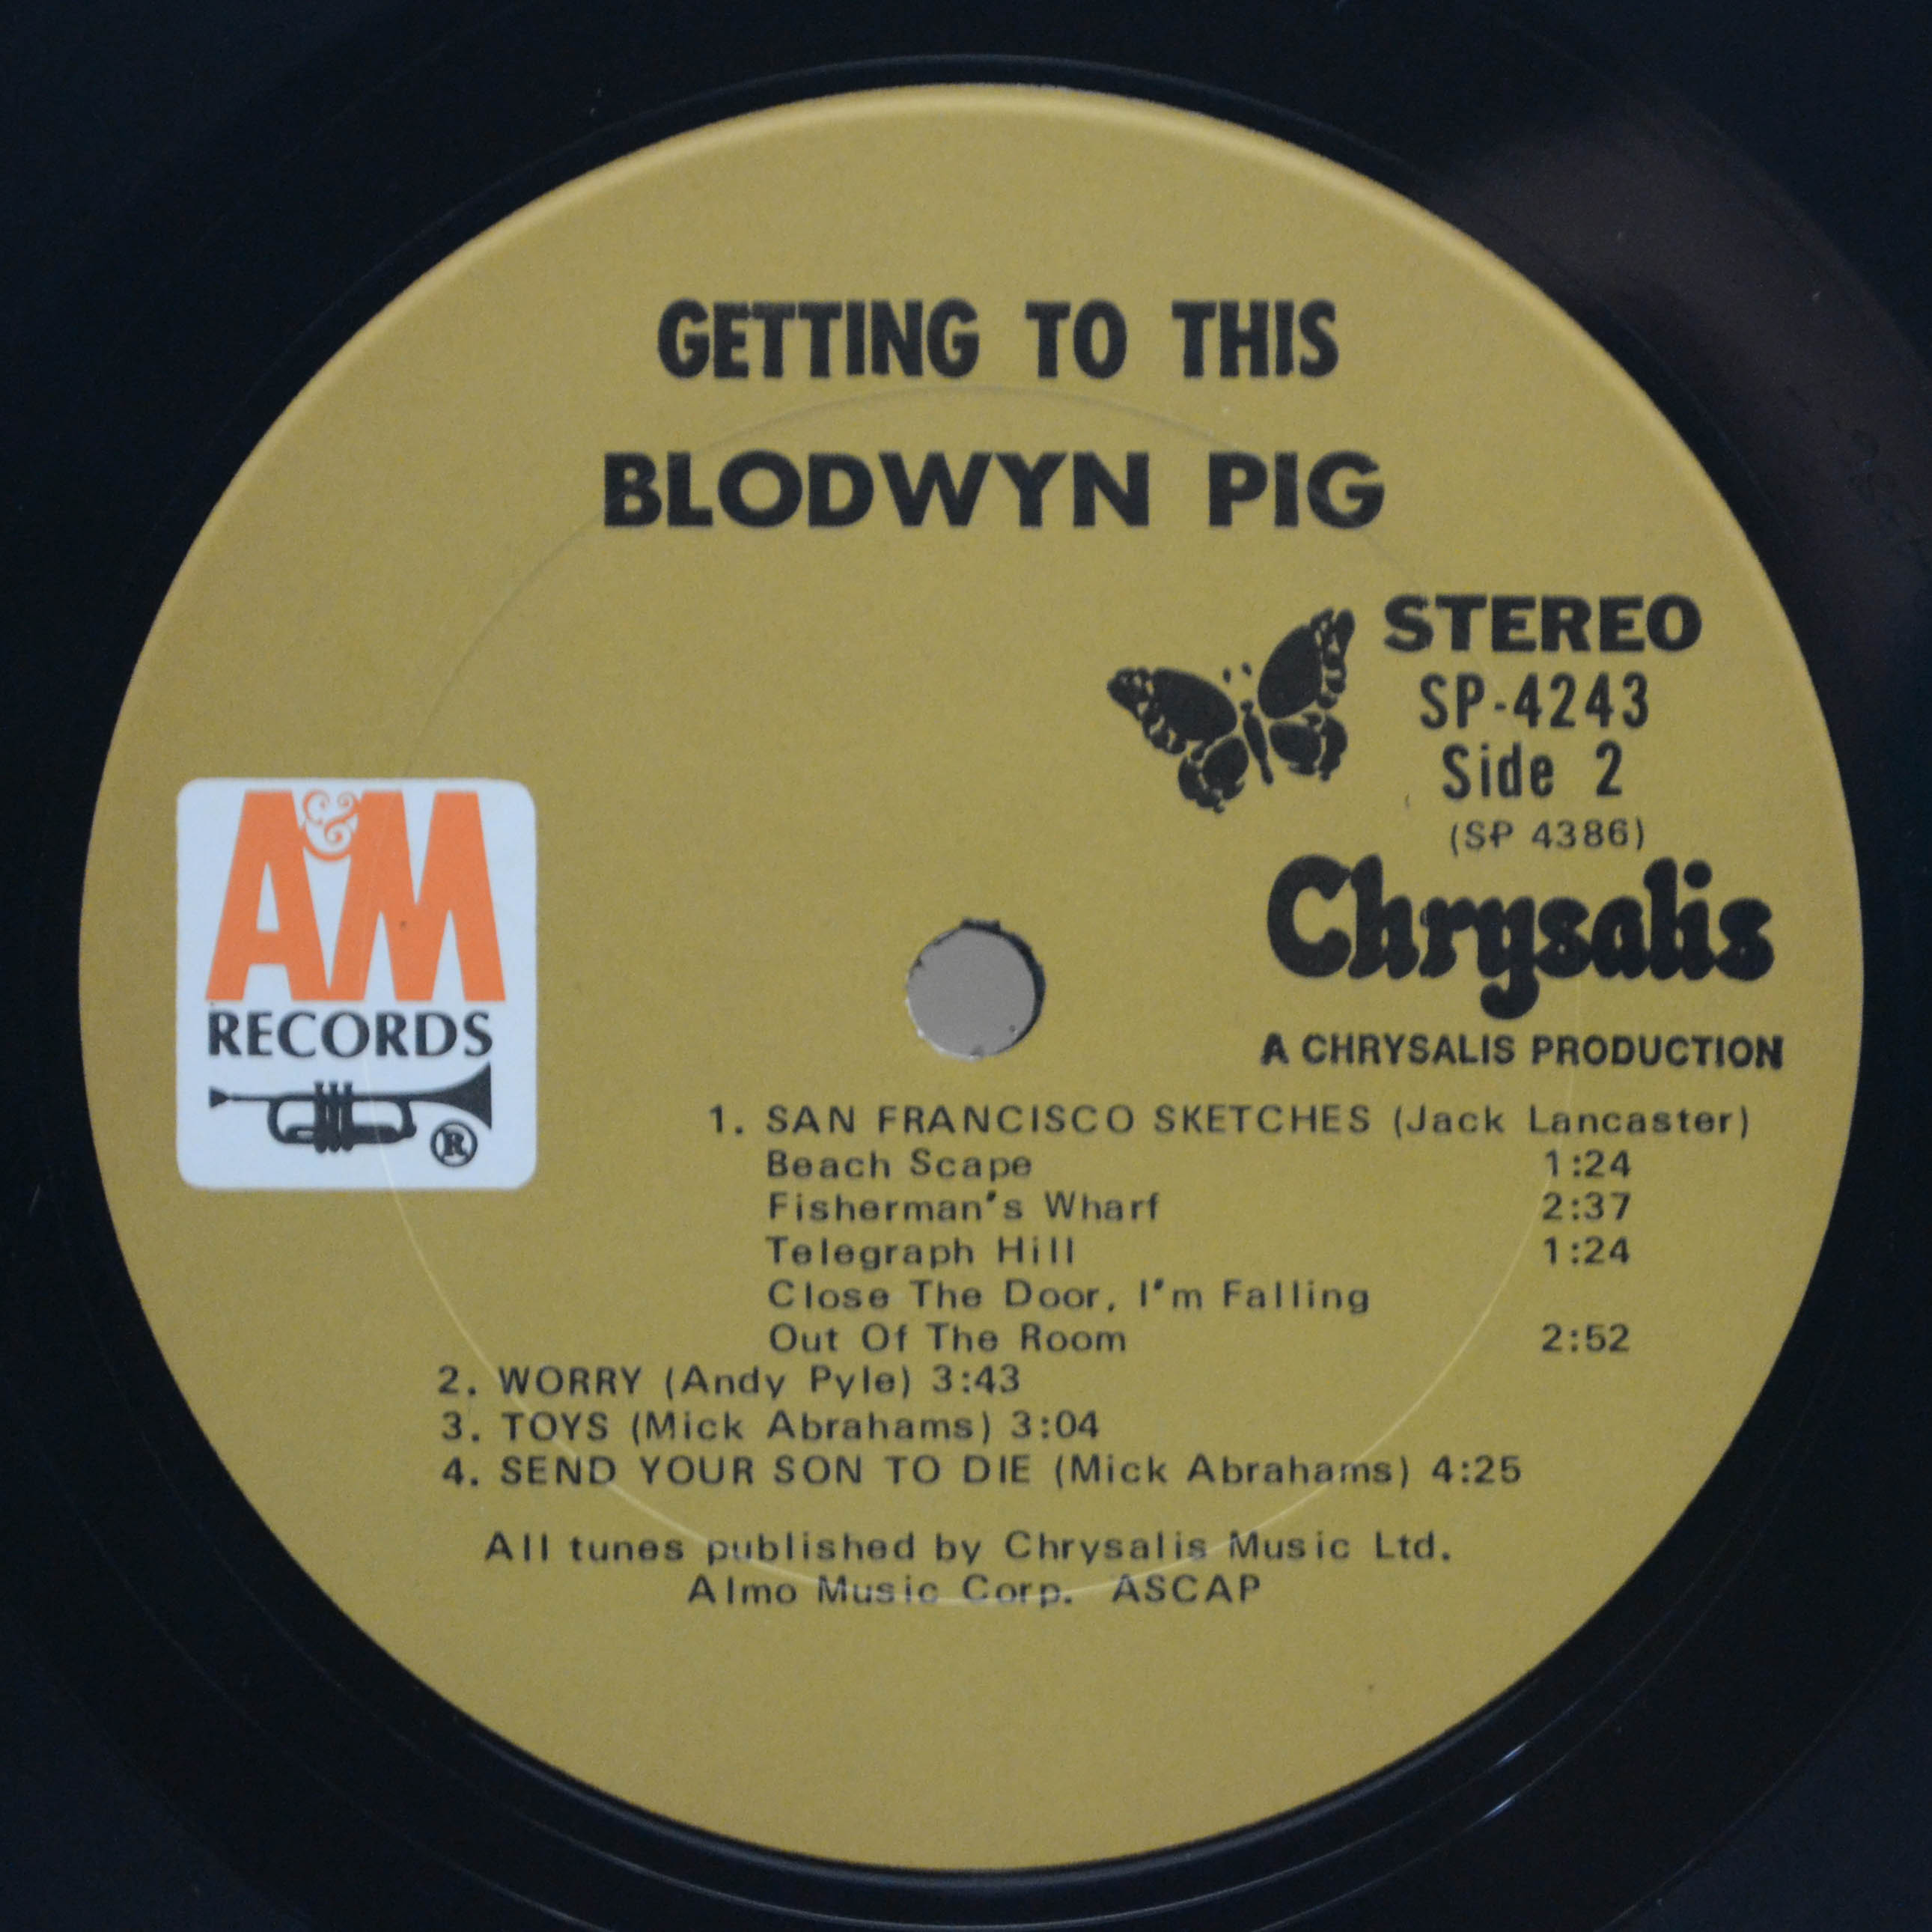 GETTING TO THIS
BLODWYN PIG
STEREO
SP-4243
Side 2
(SP 4386)
Chrysalis
A CHRYSALIS PRODUCTION
A&M
RECORDS
®
1. SAN FRANCISCO SKETCHES (Jack Lancaster)
Beach Scape 1:24
Fisherman's Wharf 2:37
Telegraph Hill 1:24
Close The Door, I'm Falling
Out Of The Room 2:52
2. WORRY (Andy Pyle) 3:43
3. TOYS (Mick Abrahams) 3:04
4. SEND YOUR SON TO DIE (Mick Abrahams) 4:25
All tunes published by Chrysalis Music Ltd.
Almo Music Corp. ASCAP